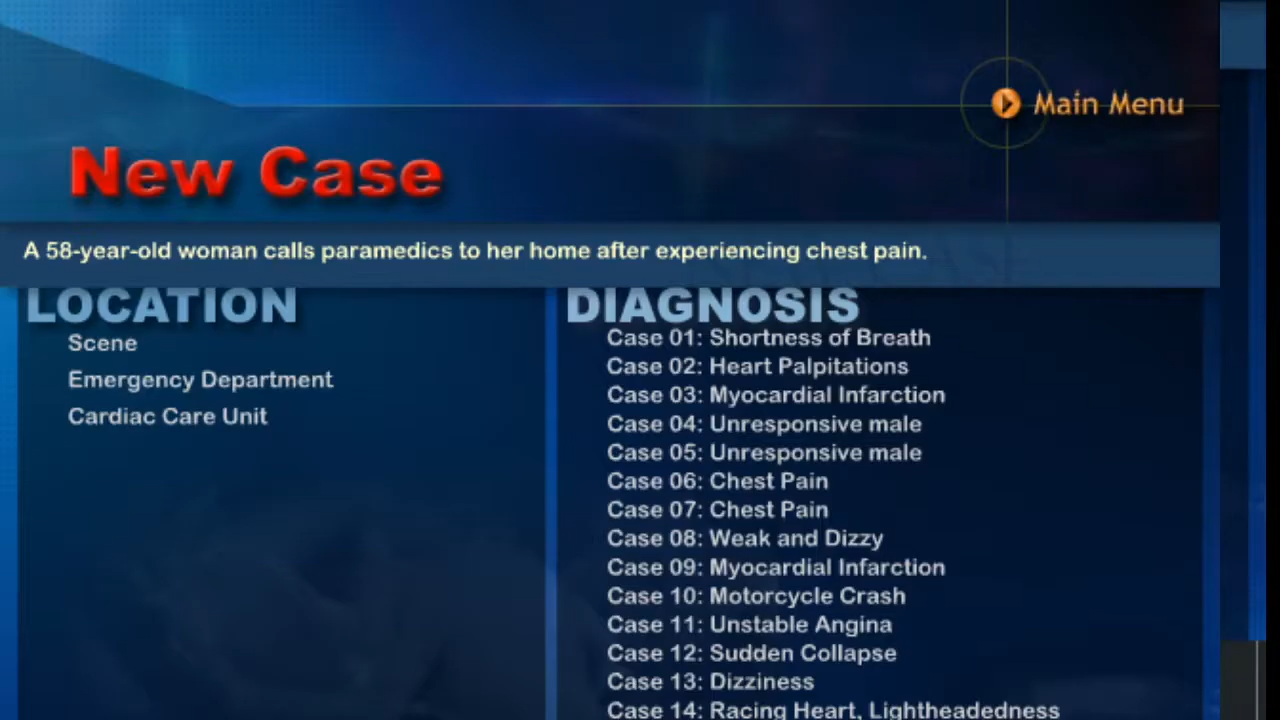 Main Menu
New Case
A 58-year-old woman calls paramedics to her home after experiencing chest pain.
LOCATION
Scene
Emergency Department
Cardiac Care Unit
DIAGNOSIS
Case 01: Shortness of Breath
Case 02: Heart Palpitations
Case 03: Myocardial Infarction
Case 04: Unresponsive male
Case 05: Unresponsive male
Case 06: Chest Pain
Case 07: Chest Pain
Case 08: Weak and Dizzy
Case 09: Myocardial Infarction
Case 10: Motorcycle Crash
Case 11: Unstable Angina
Case 12: Sudden Collapse
Case 13: Dizziness
Case 14: Racing Heart, Lightheadedness